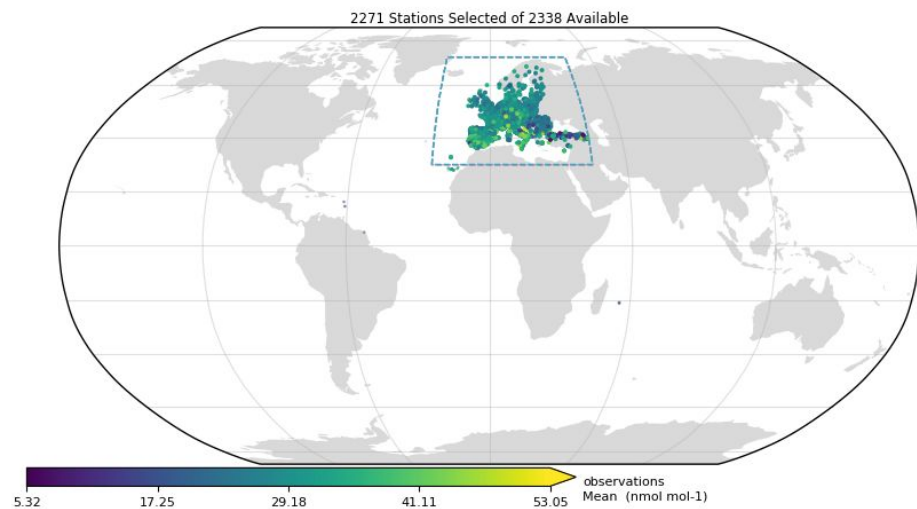 2271 Stations Selected of 2338 Available
5.32 17.25 29.18 41.11 53.05
observations
Mean (nmol mol-1)